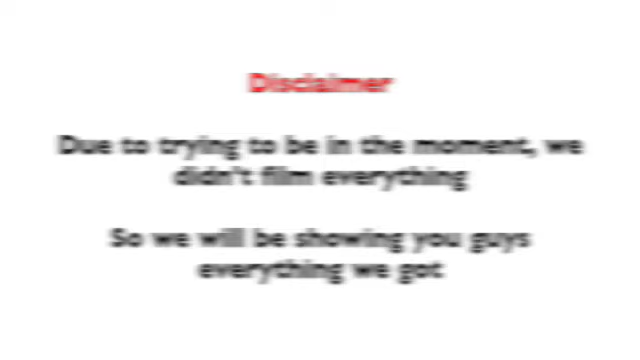 Disclaimer
Due to trying to be in the moment, we
didn't film everything
So we will be showing you guys
everything we got